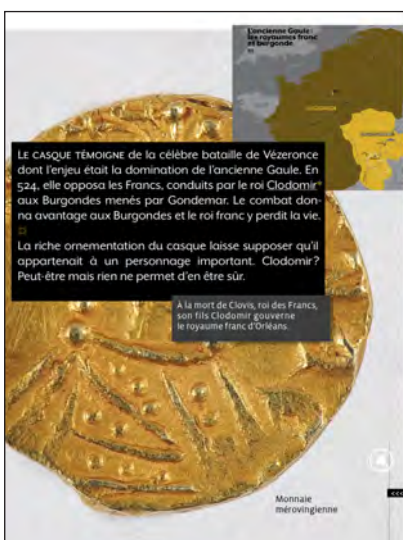 L'ancienne Gaule :
les royaumes franc
et burgonde.
LE CASQUE TÉMOIGNE de la célèbre bataille de Vézeronce
dont l'enjeu était la domination de l'ancienne Gaule. En
524, elle opposa les Francs, conduits par le roi Clodomir*
aux Burgondes menés par Gondemar. Le combat don-
na avantage aux Burgondes et le roi franc y perdit la vie.
La riche ornementation du casque laisse supposer qu'il
appartenait à un personnage important. Clodomir ?
Peut-être mais rien ne permet d'en être sûr.
À la mort de Clovis, roi des Francs,
son fils Clodomir gouverne
le royaume franc d'Orléans.
Monnaie
mérovingienne
<<<